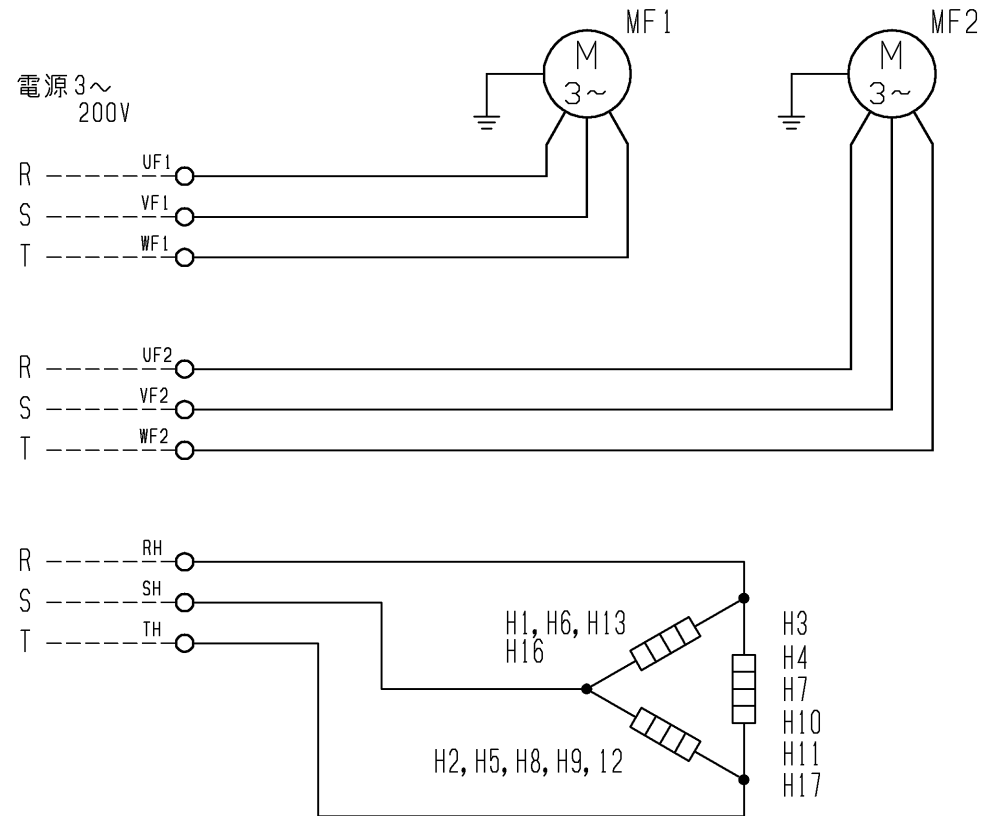 MF1
MF2
M
3~
M
3~
電源3~
200V
R
UF1
S
VF1
T
WF1
R
UF2
S
VF2
T
WF2
R
RH
S
SH
T
TH
H1, H6, H13
H16
H3
H4
H7
H10
H11
H17
H2, H5, H8, H9, 12